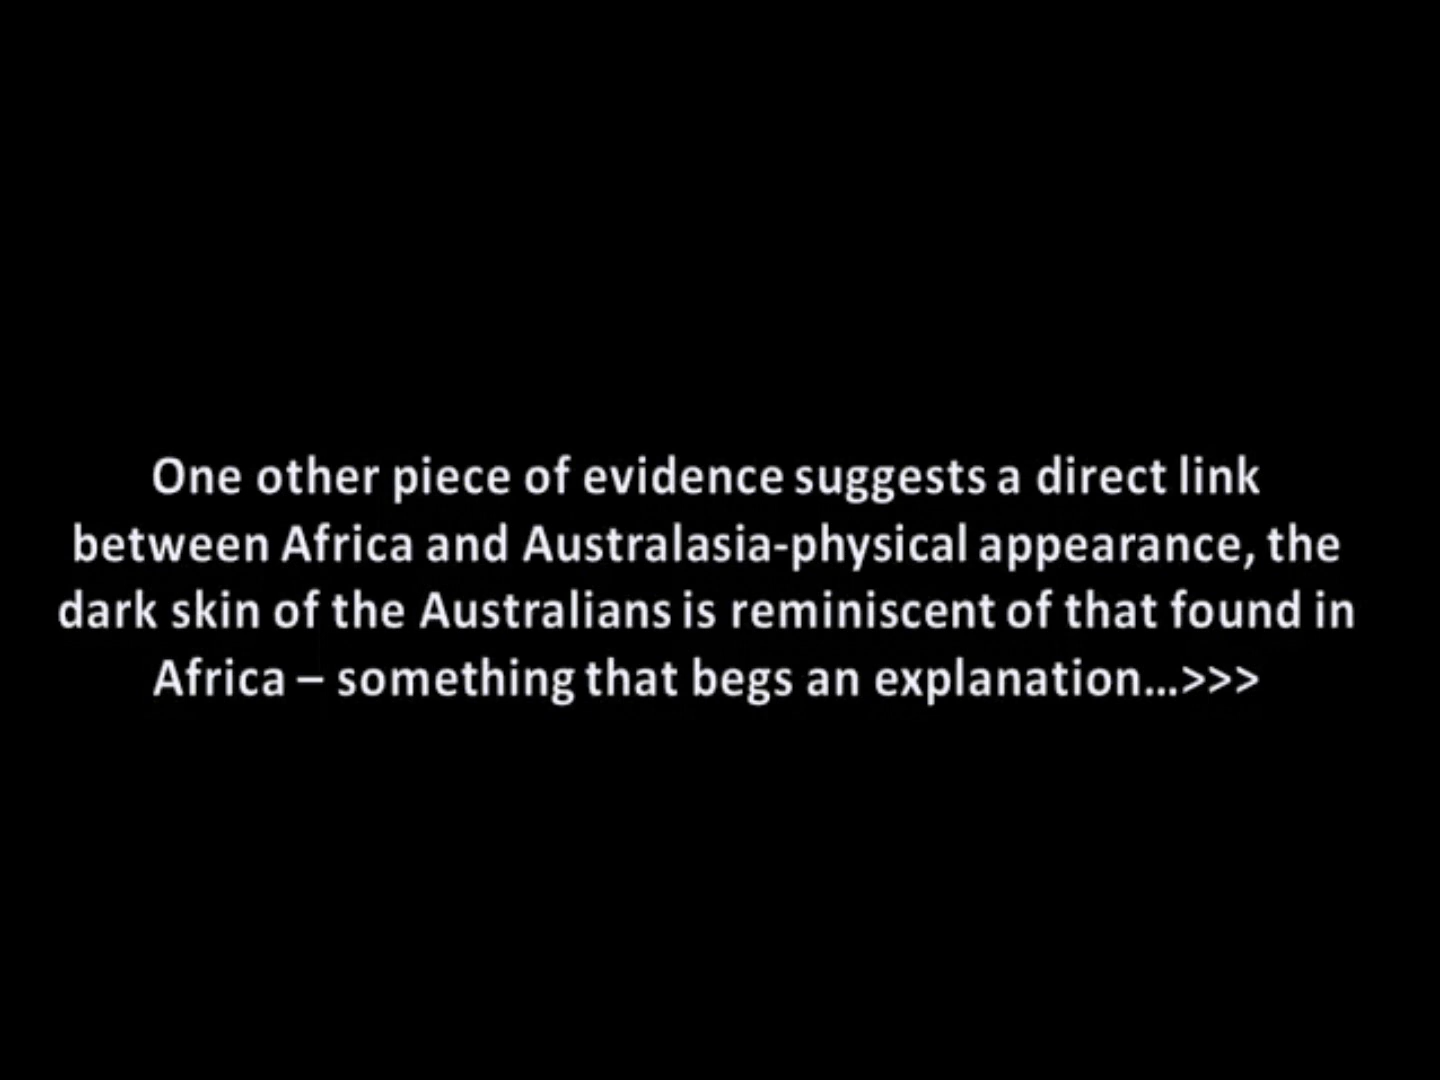 One other piece of evidence suggests a direct link
between Africa and Australasia-physical appearance, the
dark skin of the Australians is reminiscent of that found in
Africa – something that begs an explanation...>>>